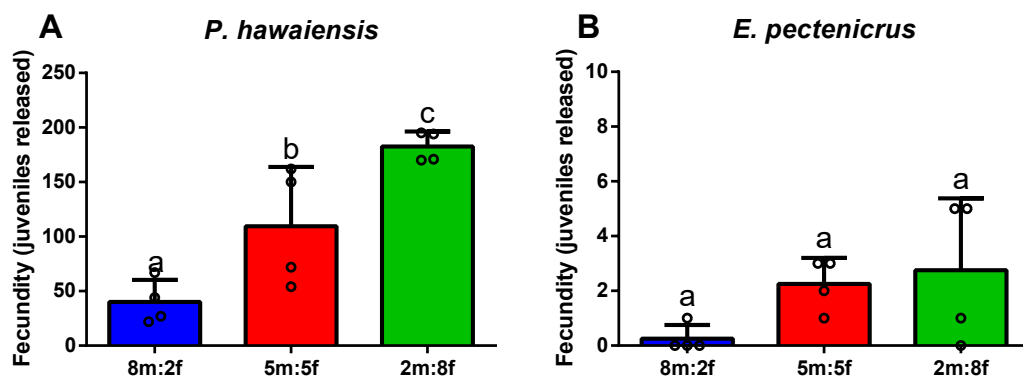 A
P. hawaiensis
Fecundity (juveniles released)
250
200
150
100
50
0
a
b
c
8m:2f
5m:5f
2m:8f
B
E. pectenicrus
Fecundity (juveniles released)
10
8
6
4
2
0
a
a
a
8m:2f
5m:5f
2m:8f